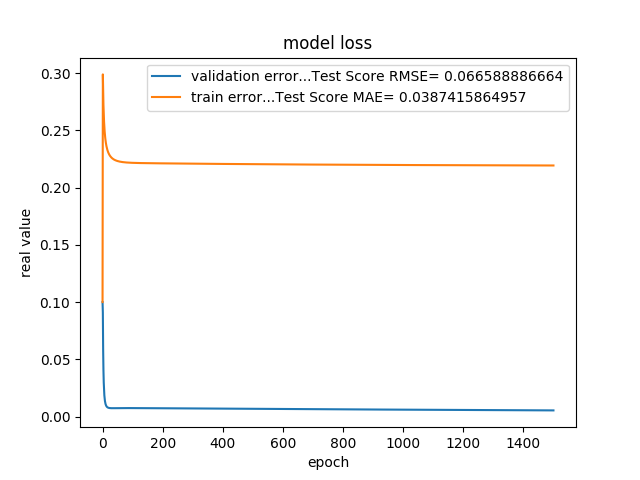 model loss
validation error...Test Score RMSE= 0.066588886664
train error...Test Score MAE= 0.0387415864957
0.30
0.25
0.20
0.15
0.10
0.05
0.00
real value
0 200 400 600 800 1000 1200 1400
epoch